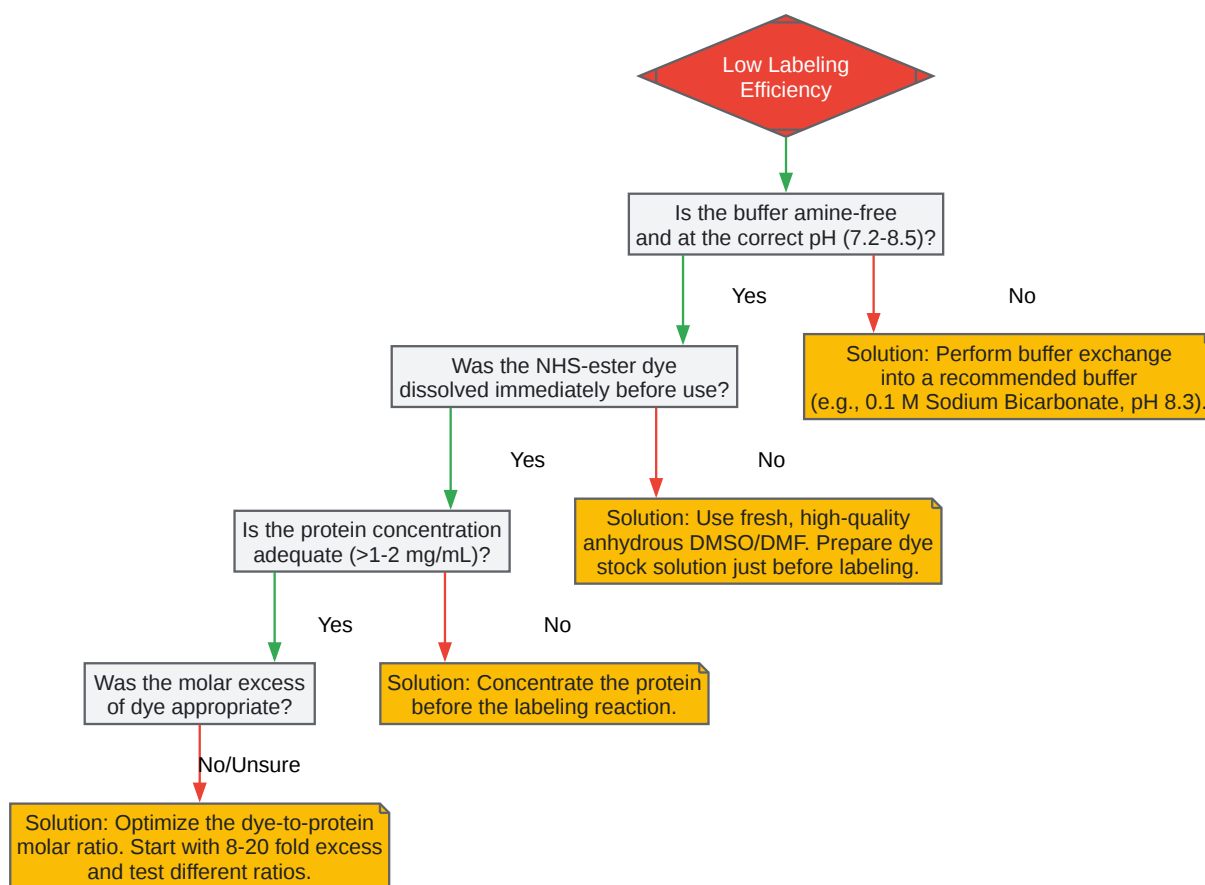 Low Labeling
Efficiency
Is the buffer amine-free
and at the correct pH (7.2-8.5)?
Yes
No
Was the NHS-ester dye
dissolved immediately before use?
Solution: Perform buffer exchange
into a recommended buffer
(e.g., 0.1 M Sodium Bicarbonate, pH 8.3).
Yes
No
Is the protein concentration
adequate (>1-2 mg/mL)?
Solution: Use fresh, high-quality
anhydrous DMSO/DMF. Prepare dye
stock solution just before labeling.
Yes
No
Was the molar excess
of dye appropriate?
Solution: Concentrate the protein
before the labeling reaction.
No/Unsure
Solution: Optimize the dye-to-protein
molar ratio. Start with 8-20 fold excess
and test different ratios.